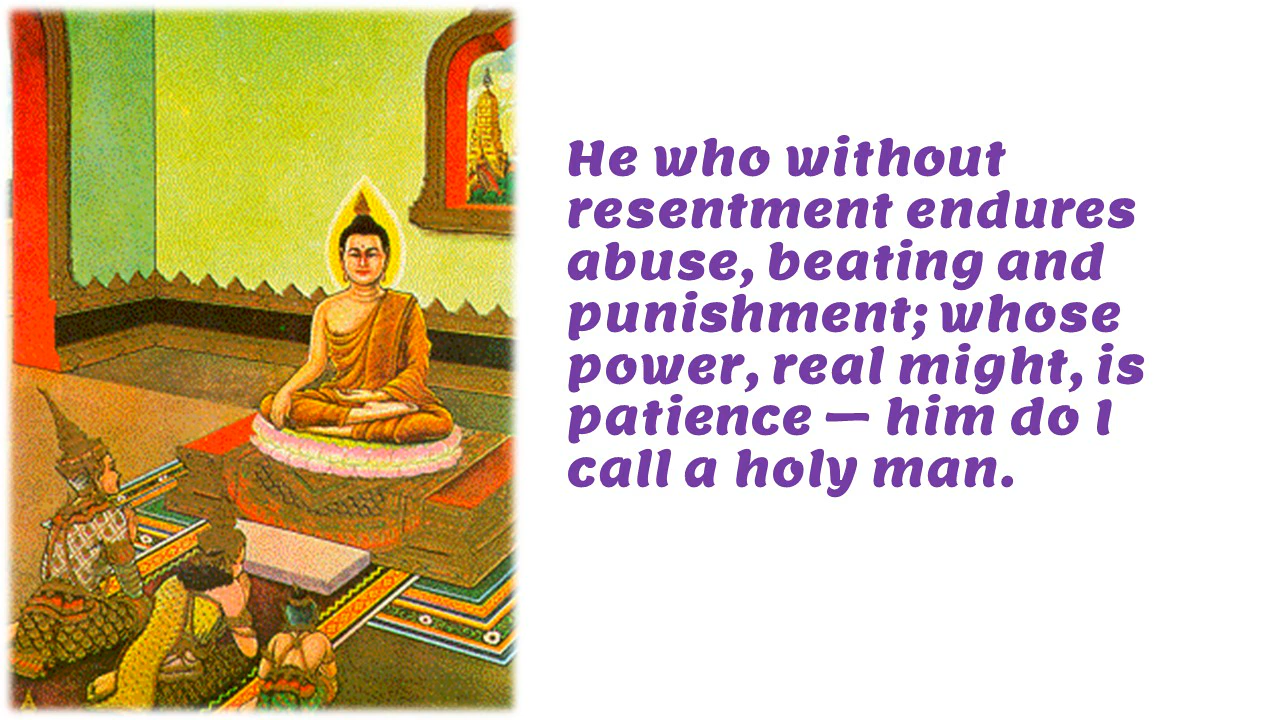 He who without
resentment endures
abuse, beating and
punishment; whose
power, real might, is
patience — him do I
call a holy man.